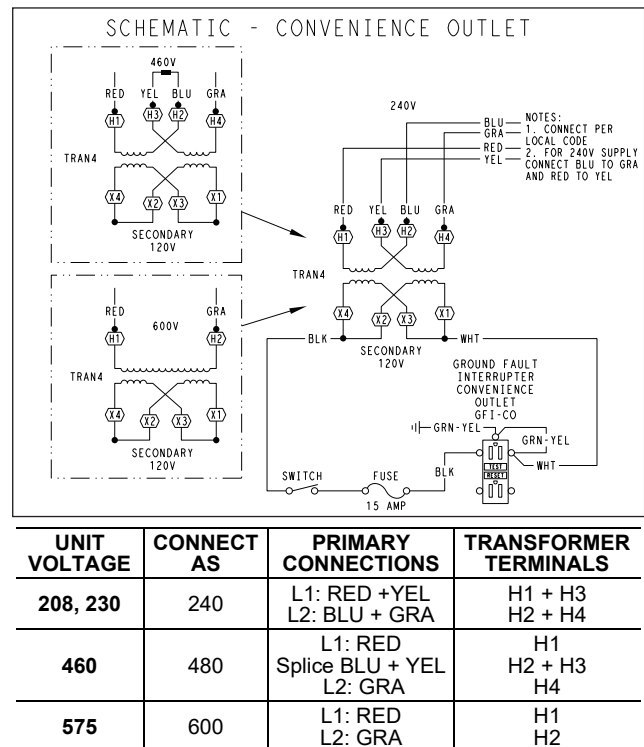 SCHEMATIC - CONVENIENCE OUTLET
460V
RED YEL BLU GRA
H1 H3 H2 H4
TRAN4
X4 X2 X3 X1
SECONDARY
120V
600V
RED GRA
H1 H2
TRAN4
X4 X2 X3 X1
SECONDARY
120V
240V
BLU
GRA
RED
YEL
NOTES:
1. CONNECT PER
LOCAL CODE
2. FOR 240V SUPPLY
CONNECT BLU TO GRA
AND RED TO YEL
RED YEL BLU GRA
H1 H3 H2 H4
TRAN4
X4 X2 X3 X1
BLK WHT
SECONDARY
120V
GROUND FAULT
INTERRUPTER
CONVENIENCE
OUTLET
GFI-CO
GRN-YEL
GRN-YEL
WHT
TEST
RESET
BLK
SWITCH
FUSE
15 AMP
UNIT VOLTAGE CONNECT AS PRIMARY CONNECTIONS TRANSFORMER TERMINALS
208, 230 240 L1: RED +YEL H1 + H3
L2: BLU + GRA H2 + H4
460 480 L1: RED H1
Splice BLU + YEL H2 + H3
L2: GRA H4
575 600 L1: RED H1
L2: GRA H2